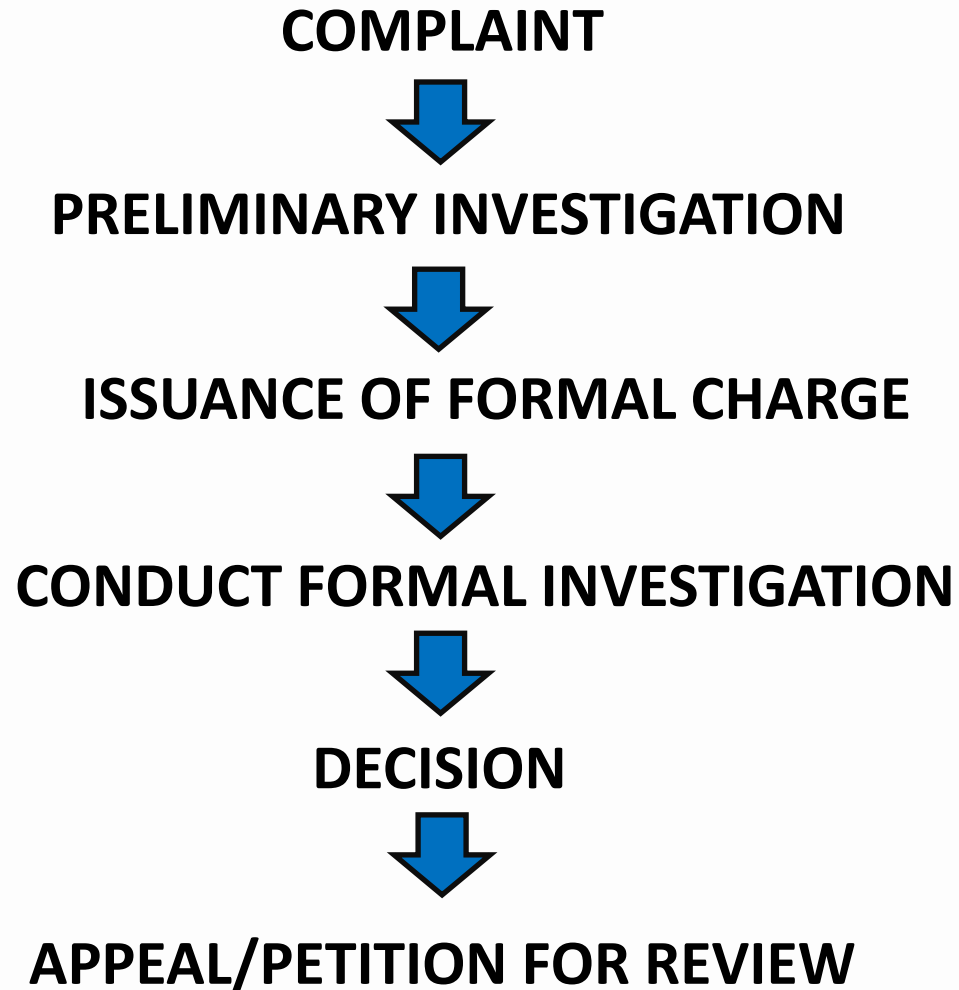 COMPLAINT
PRELIMINARY INVESTIGATION
ISSUANCE OF FORMAL CHARGE
CONDUCT FORMAL INVESTIGATION
DECISION
APPEAL/PETITION FOR REVIEW